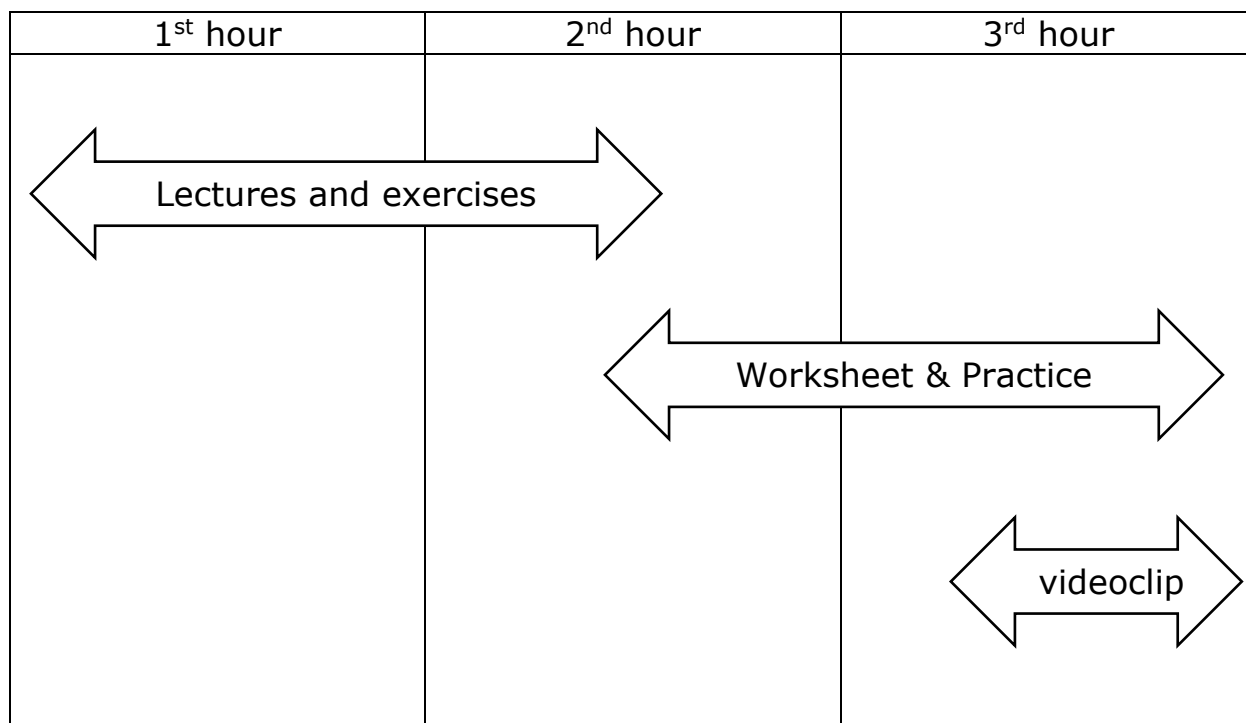 1st hour 2nd hour 3rd hour
Lectures and exercises
Worksheet & Practice
videoclip